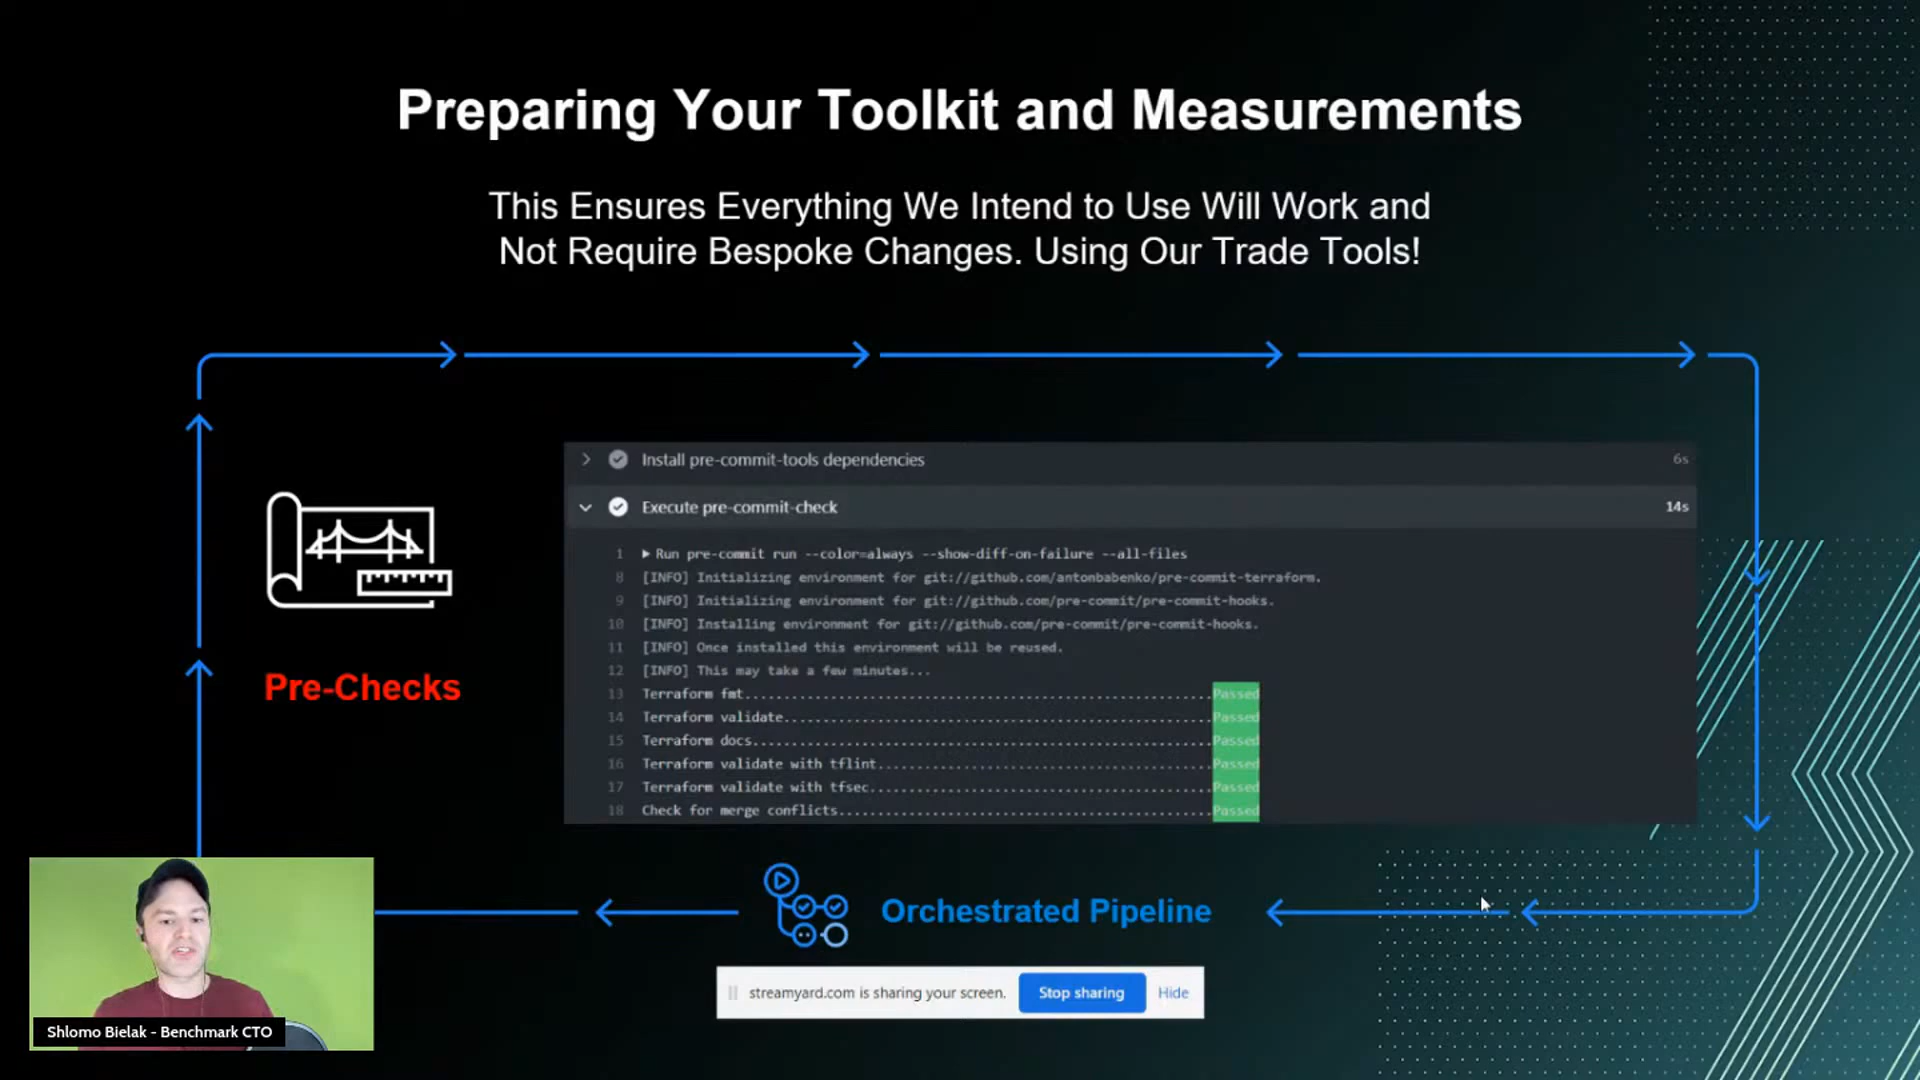 Preparing Your Toolkit and Measurements
This Ensures Everything We Intend to Use Will Work and
Not Require Bespoke Changes. Using Our Trade Tools!
Install pre-commit-tools dependencies 6s
Execute pre-commit-check 14s
1 Run pre-commit run --color=always --show-diff-on-failure --all-files
8 [INFO] Initializing environment for git://github.com/antonbabenko/pre-commit-terraform.
9 [INFO] Initializing environment for git://github.com/pre-commit/pre-commit-hooks.
10 [INFO] Installing environment for git://github.com/pre-commit/pre-commit-hooks.
11 [INFO] Once installed this environment will be reused.
12 [INFO] This may take a few minutes...
13 Terraform fmt............................................................Passed
14 Terraform validate.......................................................Passed
15 Terraform docs...........................................................Passed
16 Terraform validate with tflint...........................................Passed
17 Terraform validate with tfsec............................................Passed
18 Check for merge conflicts................................................Passed
Pre-Checks
Orchestrated Pipeline
streamyard.com is sharing your screen. Stop sharing Hide
Shlomo Bielak - Benchmark CTO